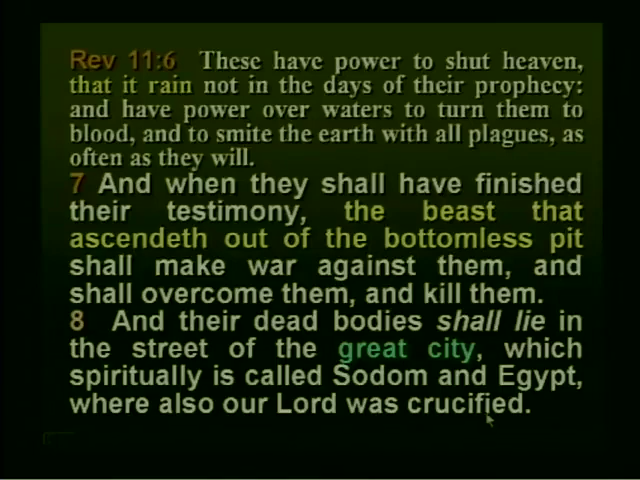 Rev 11:6 These have power to shut heaven,
that it rain not in the days of their prophecy:
and have power over waters to turn them to
blood, and to smite the earth with all plagues, as
often as they will.
7 And when they shall have finished
their testimony, the beast that
ascendeth out of the bottomless pit
shall make war against them, and
shall overcome them, and kill them.
8 And their dead bodies shall lie in
the street of the great city, which
spiritually is called Sodom and Egypt,
where also our Lord was crucified.